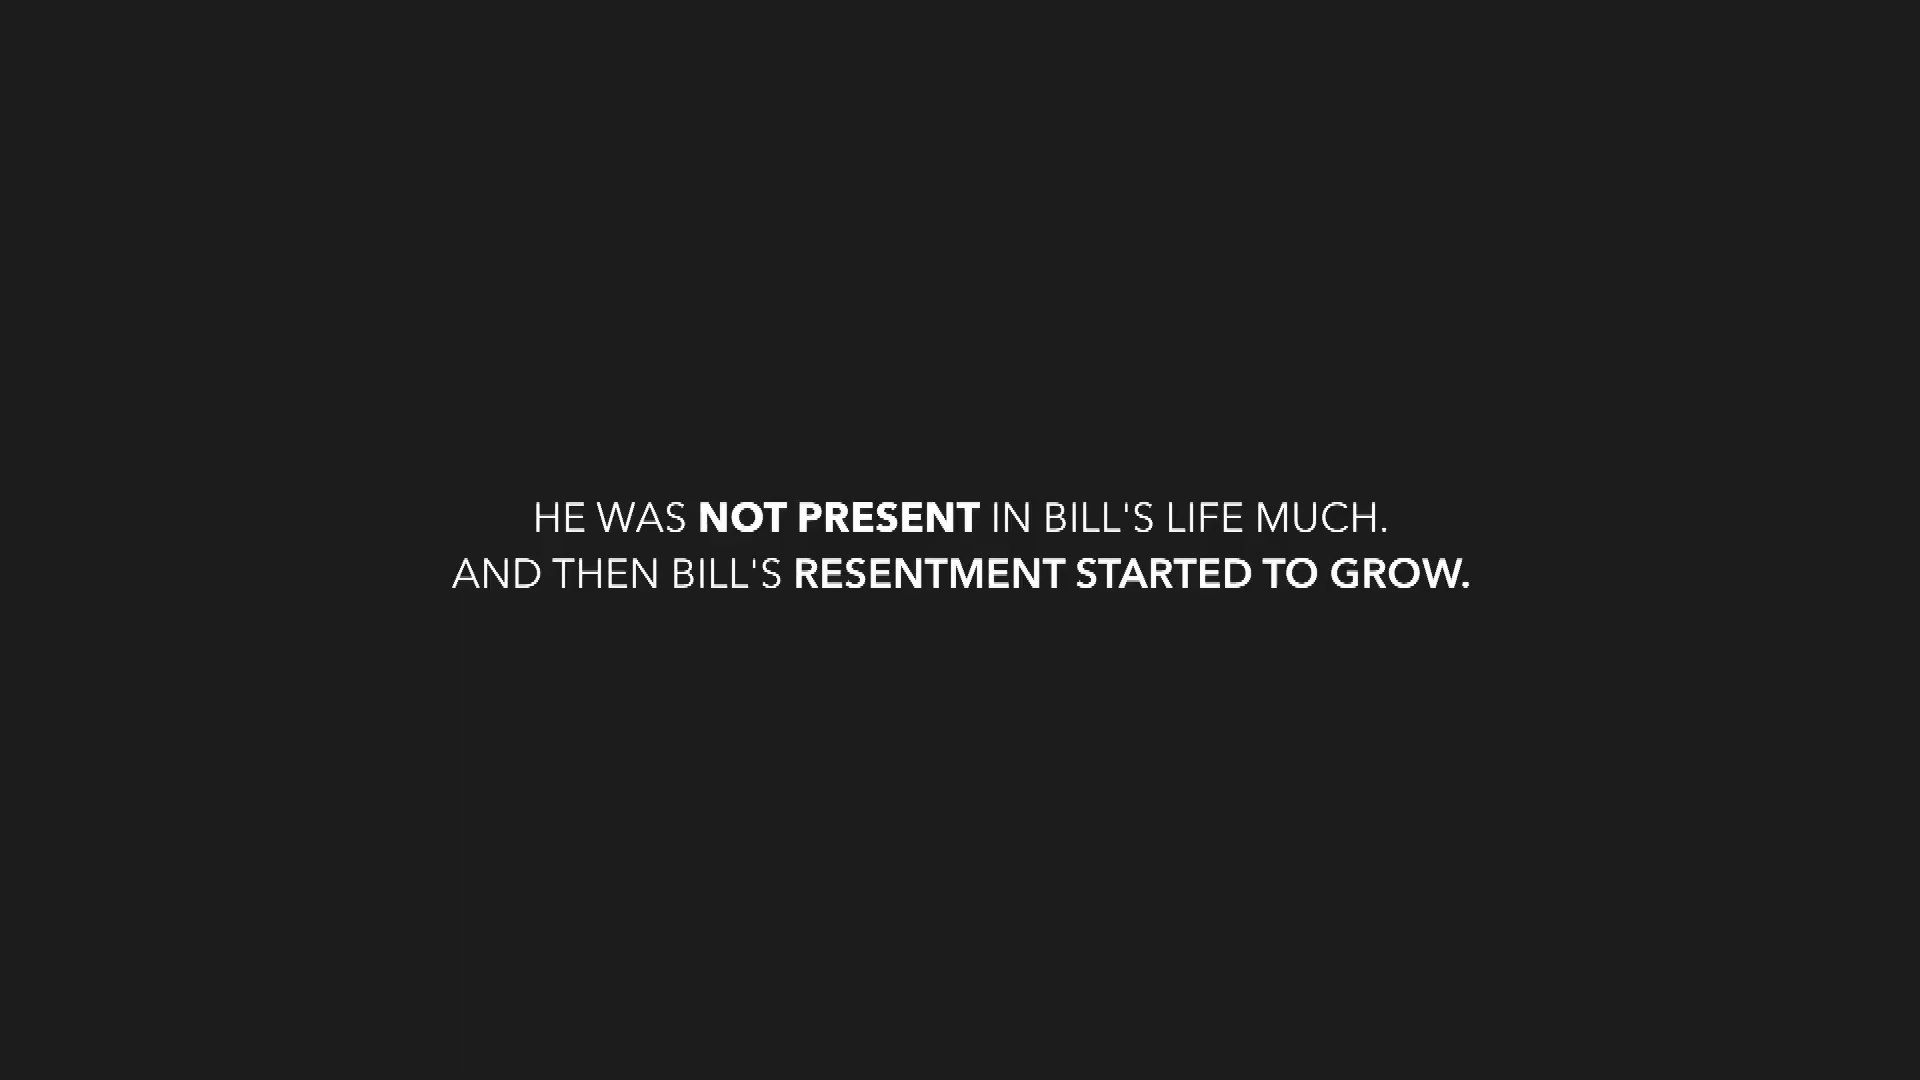 HE WAS NOT PRESENT IN BILL'S LIFE MUCH.
AND THEN BILL'S RESENTMENT STARTED TO GROW.